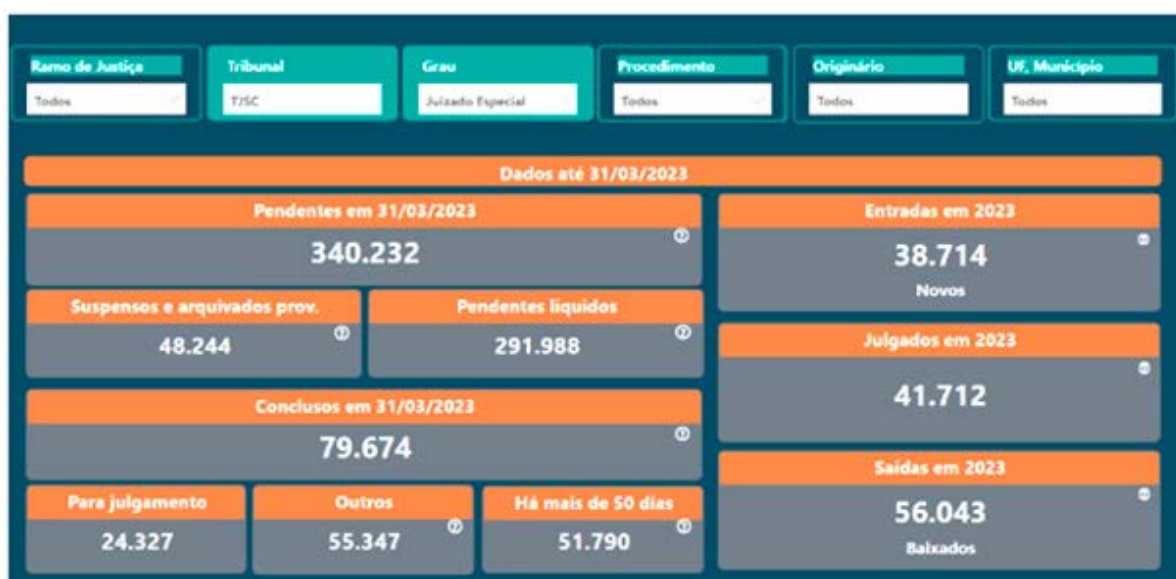 Ramo de Justiça
Todos
Tribunal
TJSC
Grau
Juizado Especial
Procedimento
Todos
Originário
Todos
UF, Município
Todos
Dados até 31/03/2023
Pendentes em 31/03/2023
340.232
Suspensos e arquivados prov.
48.244
Pendentes líquidos
291.988
Conclusos em 31/03/2023
79.674
Para julgamento
24.327
Outros
55.347
Há mais de 50 dias
51.790
Entradas em 2023
38.714
Novos
Julgados em 2023
41.712
Saídas em 2023
56.043
Baixados